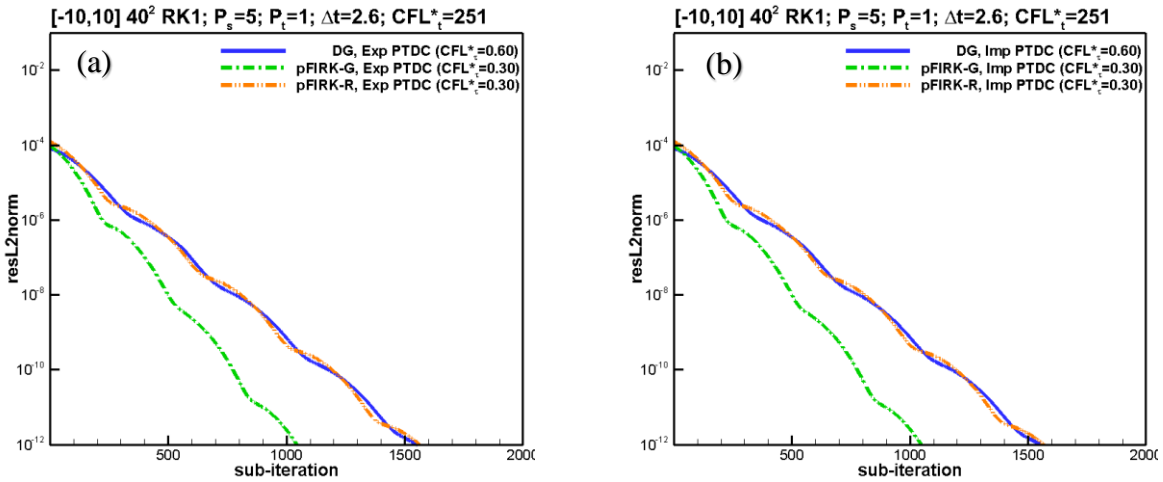 [-10,10] 40² RK1; Pₛ=5; Pₜ=1; Δt=2.6; CFL*ₜ=251
(a)
DG, Exp PTDC (CFL*τ=0.60)
pFIRK-G, Exp PTDC (CFL*τ=0.30)
pFIRK-R, Exp PTDC (CFL*τ=0.30)
resL2norm
10⁻²
10⁻⁴
10⁻⁶
10⁻⁸
10⁻¹⁰
10⁻¹²
500 1000 1500 2000
sub-iteration
[-10,10] 40² RK1; Pₛ=5; Pₜ=1; Δt=2.6; CFL*ₜ=251
(b)
DG, Imp PTDC (CFL*τ=0.60)
pFIRK-G, Imp PTDC (CFL*τ=0.30)
pFIRK-R, Imp PTDC (CFL*τ=0.30)
resL2norm
10⁻²
10⁻⁴
10⁻⁶
10⁻⁸
10⁻¹⁰
10⁻¹²
500 1000 1500 2000
sub-iteration